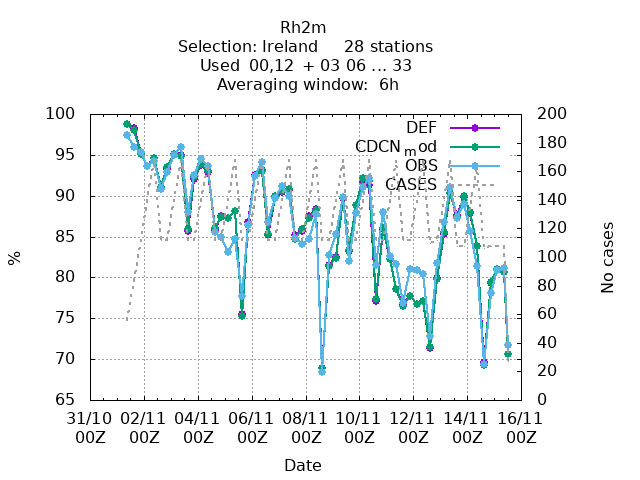 Rh2m
Selection: Ireland 28 stations
Used 00,12 + 03 06 ... 33
Averaging window: 6h
100 200
DEF
180
CDCN_mod
95
OBS
160
CASES
90
140
85
120
%
No cases
100
80
80
75
60
70
40
20
65 0
31/10 02/11 04/11 06/11 08/11 10/11 12/11 14/11 16/11
00Z 00Z 00Z 00Z 00Z 00Z 00Z 00Z 00Z
Date